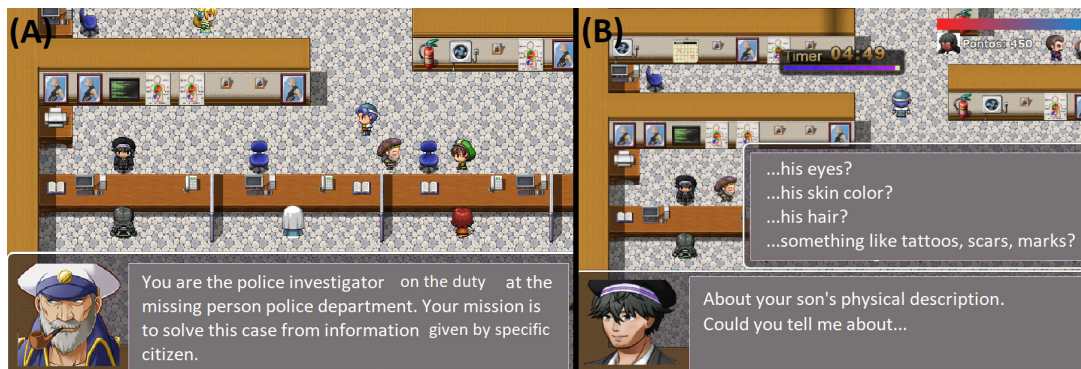 (A)
You are the police investigator on the duty at the
missing person police department. Your mission is
to solve this case from information given by specific
citizen.
(B)
Timer 04:49
Pontos: 450
...his eyes?
...his skin color?
...his hair?
...something like tattoos, scars, marks?
About your son's physical description.
Could you tell me about...